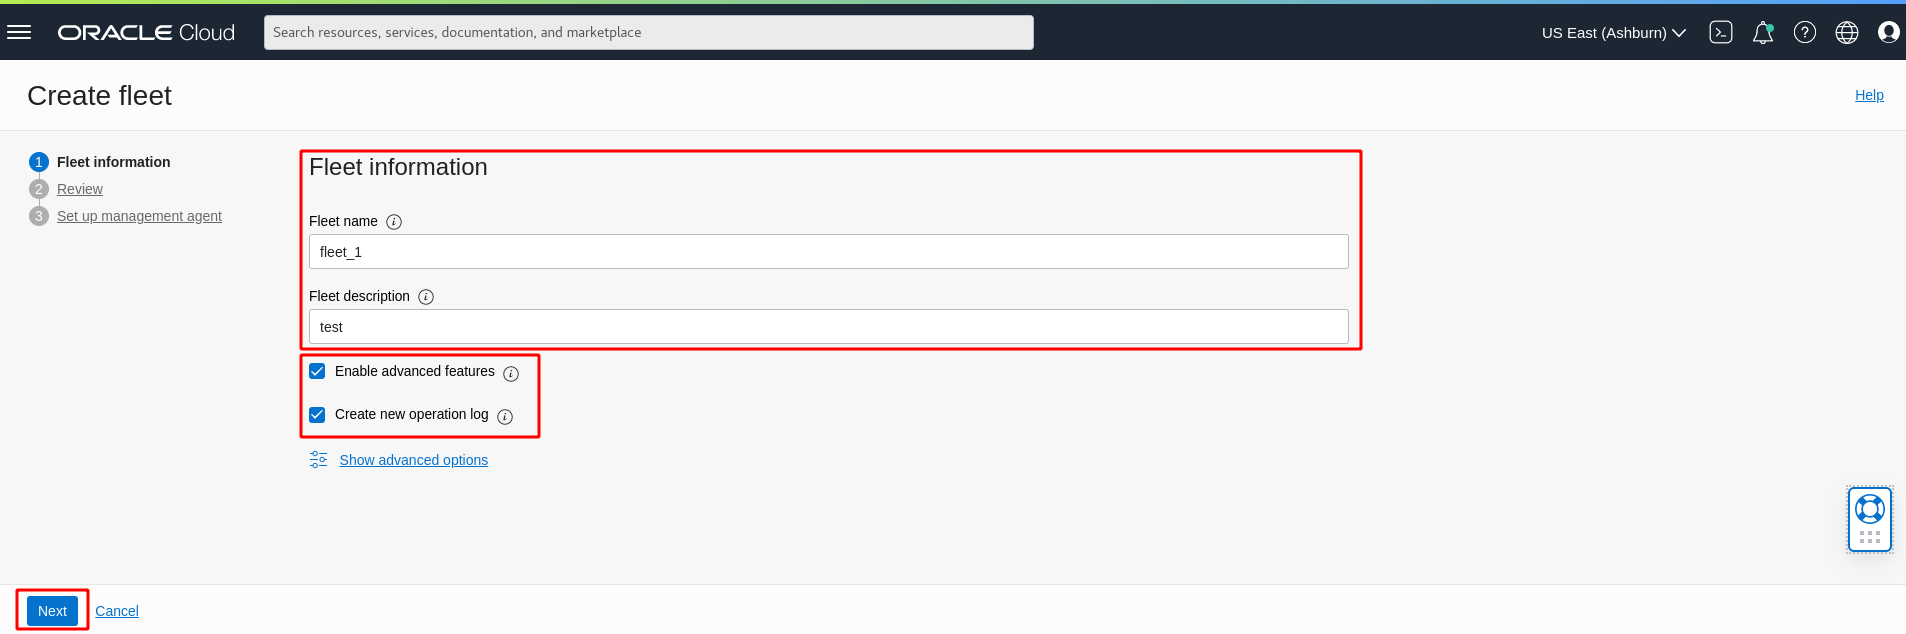 ORACLE Cloud
Search resources, services, documentation, and marketplace
US East (Ashburn)
Create fleet
Help
1 Fleet information
2 Review
3 Set up management agent
Fleet information
Fleet name
fleet_1
Fleet description
test
Enable advanced features
Create new operation log
Show advanced options
Next
Cancel